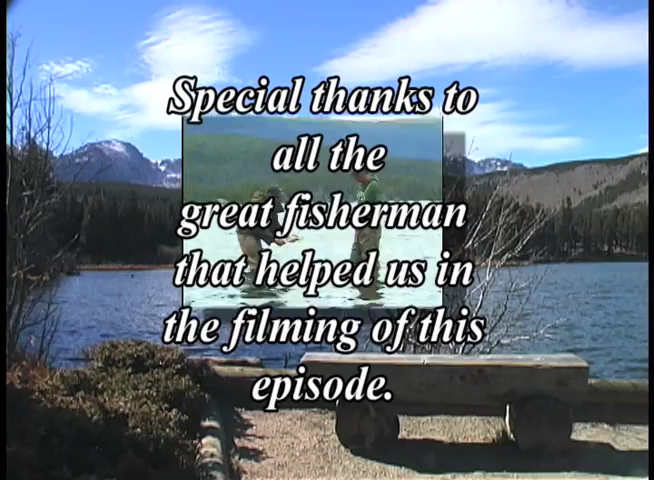 Special thanks to
all the
great fisherman
that helped us in
the filming of this
episode.